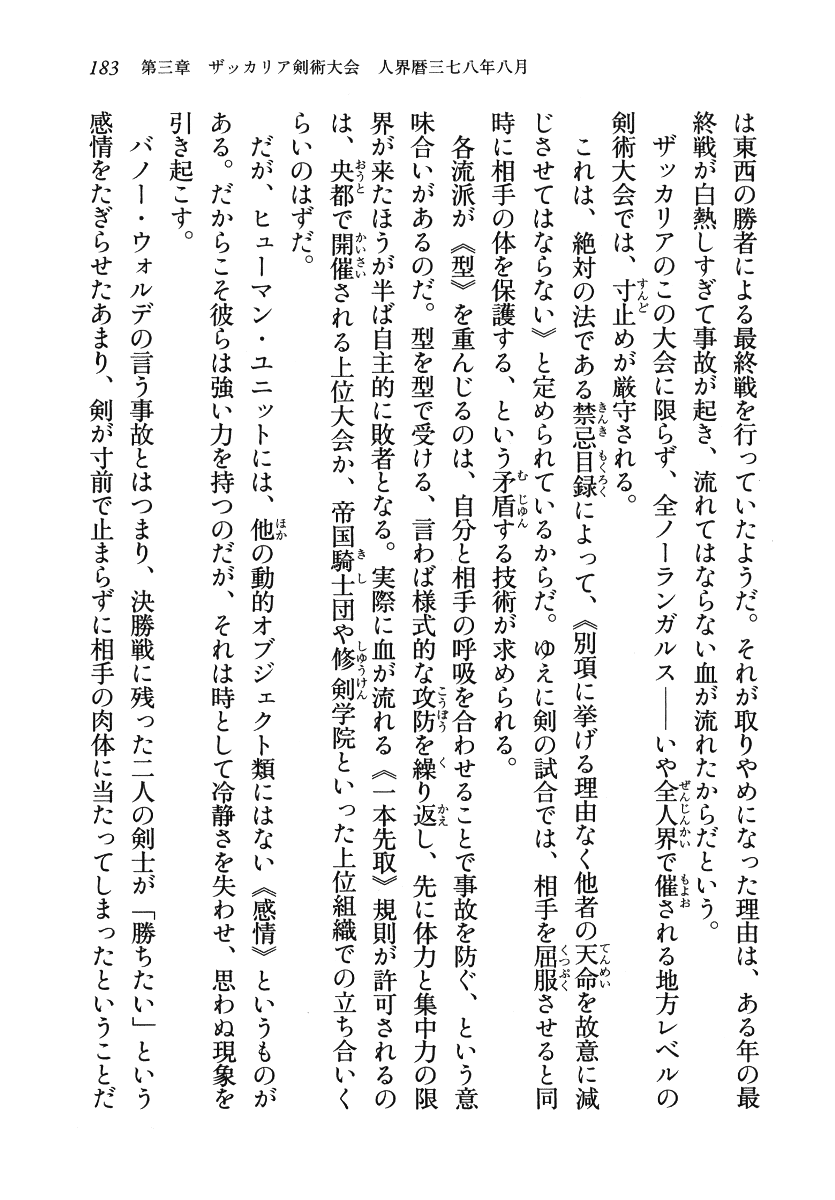 183　第三章　ザッカリア剣術大会　人界暦三七八年八月
は東西の勝者による最終戦を行っていたようだ。それが取りやめになった理由は、ある年の最
終戦が白熱しすぎて事故が起き、流れてはならない血が流れたからだという。
　ザッカリアのこの大会に限らず、全ノーランガルス――いや全人界で催される地方レベルの
剣術大会では、寸止めが厳守される。
　これは、絶対の法である禁忌目録によって、《別項に挙げる理由なく他者の天命を故意に減
じさせてはならない》と定められているからだ。ゆえに剣の試合では、相手を屈服させると同
時に相手の体を保護する、という矛盾する技術が求められる。
　各流派が《型》を重んじるのは、自分と相手の呼吸を合わせることで事故を防ぐ、という意
味合いがあるのだ。型を型で受ける、言わば様式的な攻防を繰り返し、先に体力と集中力の限
界が来たほうが半ば自主的に敗者となる。実際に血が流れる《一本先取》規則が許可されるの
は、央都で開催される上位大会か、帝国騎士団や修剣学院といった上位組織での立ち合いく
らいのはずだ。
　だが、ヒューマン・ユニットには、他の動的オブジェクト類にはない《感情》というものが
ある。だからこそ彼らは強い力を持つのだが、それは時として冷静さを失わせ、思わぬ現象を
引き起こす。
　バノー・ウォルデの言う事故とはつまり、決勝戦に残った二人の剣士が「勝ちたい」という
感情をたぎらせたあまり、剣が寸前で止まらずに相手の肉体に当たってしまったということだ